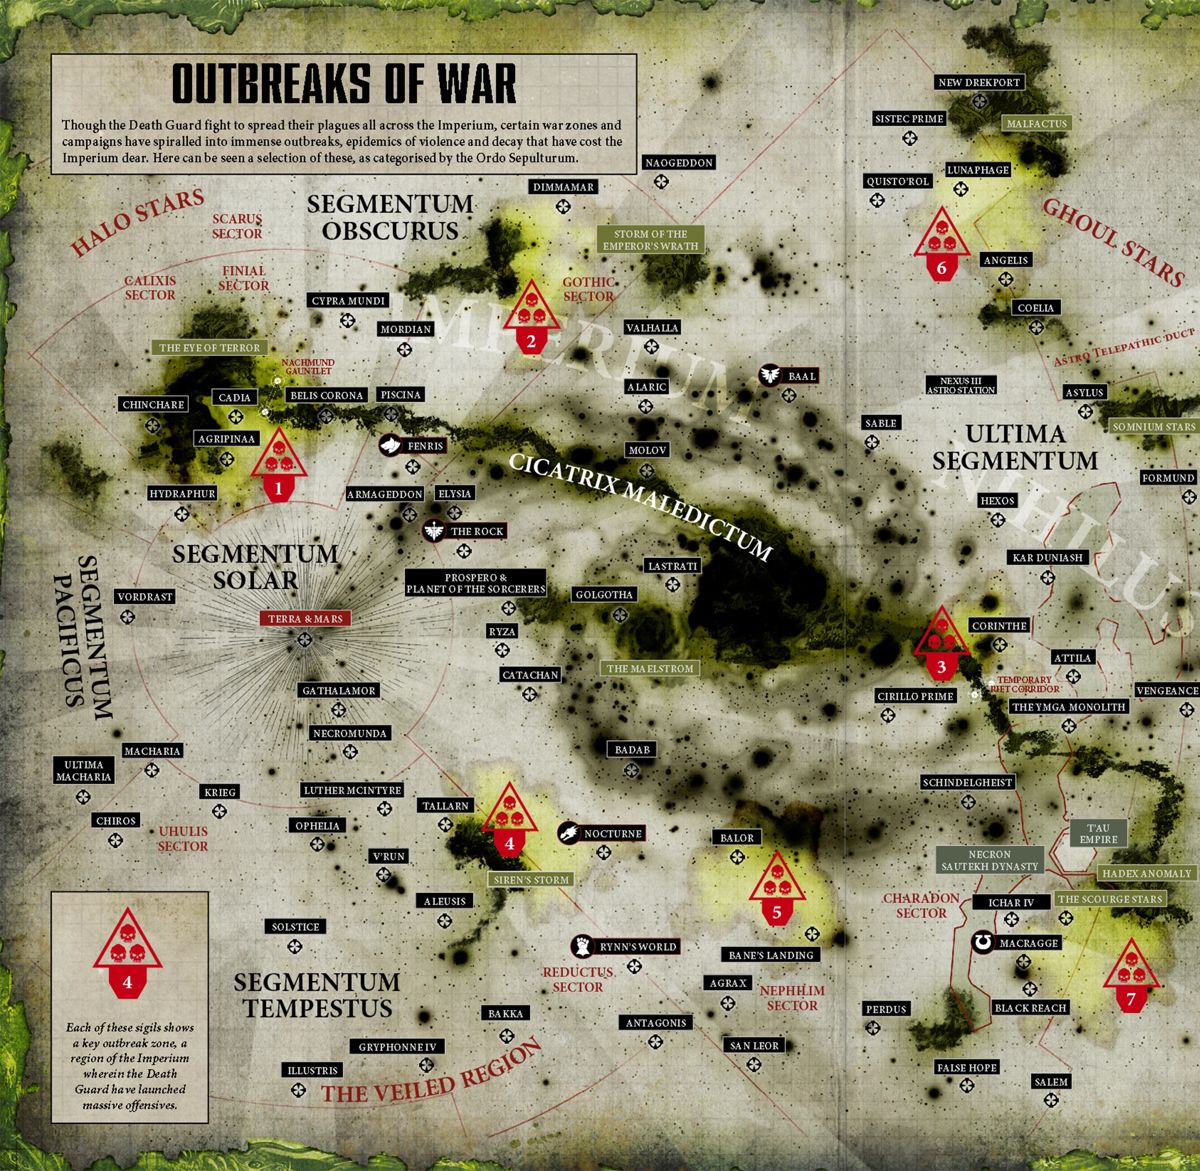 OUTBREAKS OF WAR
Though the Death Guard fight to spread their plagues all across the Imperium, certain war zones and
campaigns have spiralled into immense outbreaks, epidemics of violence and decay that have cost the
Imperium dear. Here can be seen a selection of these, as categorised by the Ordo Sepulturum.
NEW DREKPORT
SISTEC PRIME
MALFACTUS
NAOGEDDON
LUNAPHAGE
QUISTO'ROL
DIMMAMAR
HALO STARS
SEGMENTUM
OBSCURUS
SCARUS
SECTOR
STORM OF THE
EMPEROR'S WRATH
GHOUL STARS
6
ANGELIS
CALIXIS
SECTOR
FINIAL
SECTOR
GOTHIC
SECTOR
CYPRA MUNDI
IMPERIUM
NIHILUS
COELIA
MORDIAN
2
VALHALLA
ASTRO TELEPATHIC DUCT
THE EYE OF TERROR
NACHMUND
GAUNTLET
BAAL
NEXUS III
ASTRO STATION
ALARIC
ASYLUS
CHINCHARE
CADIA
BELIS CORONA
PISCINA
SOMNIUM STARS
SABLE
AGRIPINAA
FENRIS
MOLOV
ULTIMA
SEGMENTUM
CICATRIX MALEDICTUM
1
HYDRAPHUR
ARMAGEDDON
ELYSIA
FORMUND
HEXOS
THE ROCK
SEGMENTUM
SOLAR
KAR DUNIASH
SEGMENTUM
PACIFICUS
VORDRAST
PROSPERO &
PLANET OF THE SORCERERS
LASTRATI
GOLGOTHA
TERRA & MARS
RYZA
CORINTHE
3
THE MAELSTROM
ATTILA
CATACHAN
TEMPORARY
RIFT CORRIDOR
GATHALAMOR
CIRILLO PRIME
VENGEANCE
THE YMGA MONOLITH
NECROMUNDA
MACHARIA
BADAB
ULTIMA
MACHARIA
KRIEG
LUTHER MCINTYRE
SCHINDELGHEIST
TALLARN
CHIROS
UHULIS
SECTOR
OPHELIA
4
NOCTURNE
BALOR
T'AU
EMPIRE
V'RUN
NECRON
SAUTEKH DYNASTY
SIREN'S STORM
HADEX ANOMALY
5
ALEUSIS
CHARADON
SECTOR
ICHAR IV
THE SCOURGE STARS
SOLSTICE
RYNN'S WORLD
BANE'S LANDING
MACRAGGE
4
SEGMENTUM
TEMPESTUS
REDUCTUS
SECTOR
AGRAX
NEPHILIM
SECTOR
7
PERDUS
BLACK REACH
BAKKA
ANTAGONIS
Each of these sigils shows
a key outbreak zone, a
region of the Imperium
wherein the Death
Guard have launched
massive offensives.
GRYPHONNE IV
SAN LEOR
ILLUSTRIS
THE VEILED REGION
FALSE HOPE
SALEM